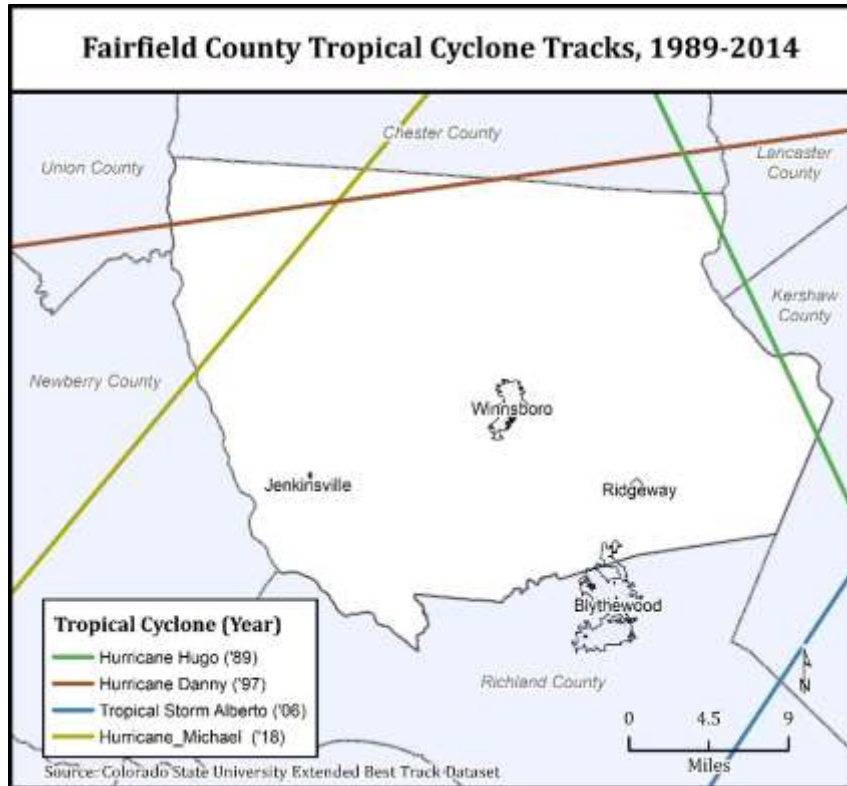 Fairfield County Tropical Cyclone Tracks, 1989-2014
Chester County
Union County
Lancaster
County
Kershaw
County
Newberry County
Winnsboro
Jenkinsville
Ridgeway
Blythewood
Richland County
Tropical Cyclone (Year)
Hurricane Hugo ('89)
Hurricane Danny ('97)
Tropical Storm Alberto ('06)
Hurricane_Michael ('18)
N
0 4.5 9
Miles
Source: Colorado State University Extended Best Track Dataset